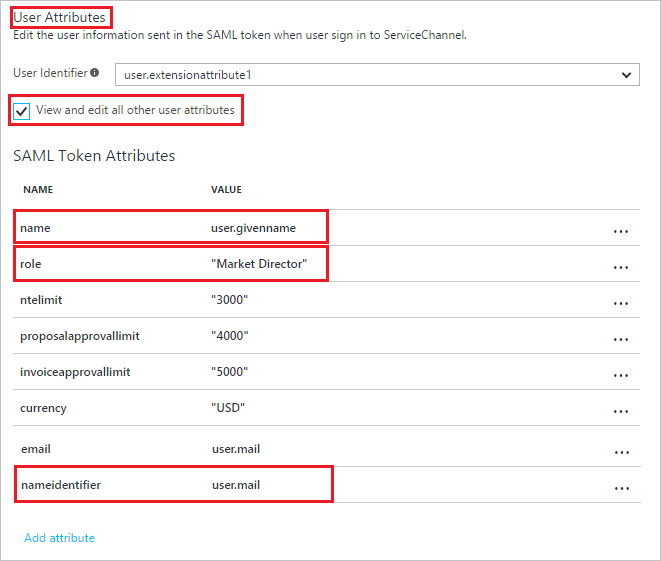 User Attributes
Edit the user information sent in the SAML token when user sign in to ServiceChannel.
User Identifier user.extensionattribute1
View and edit all other user attributes
SAML Token Attributes
NAME VALUE
name user.givenname ...
role "Market Director" ...
ntelimit "3000" ...
proposalapprovallimit "4000" ...
invoiceapprovallimit "5000" ...
currency "USD" ...
email user.mail ...
nameidentifier user.mail ...
Add attribute